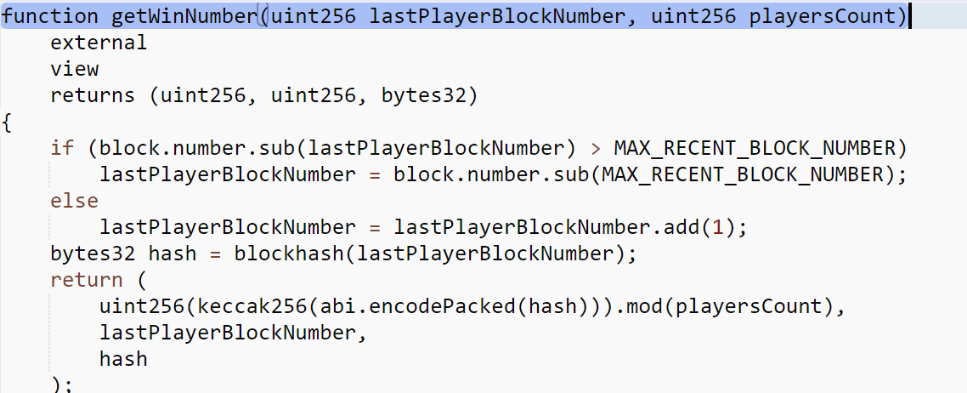 function getWinNumber(uint256 lastPlayerBlockNumber, uint256 playersCount)
    external
    view
    returns (uint256, uint256, bytes32)
{
    if (block.number.sub(lastPlayerBlockNumber) > MAX_RECENT_BLOCK_NUMBER)
        lastPlayerBlockNumber = block.number.sub(MAX_RECENT_BLOCK_NUMBER);
    else
        lastPlayerBlockNumber = lastPlayerBlockNumber.add(1);
    bytes32 hash = blockhash(lastPlayerBlockNumber);
    return (
        uint256(keccak256(abi.encodePacked(hash))).mod(playersCount),
        lastPlayerBlockNumber,
        hash
    );